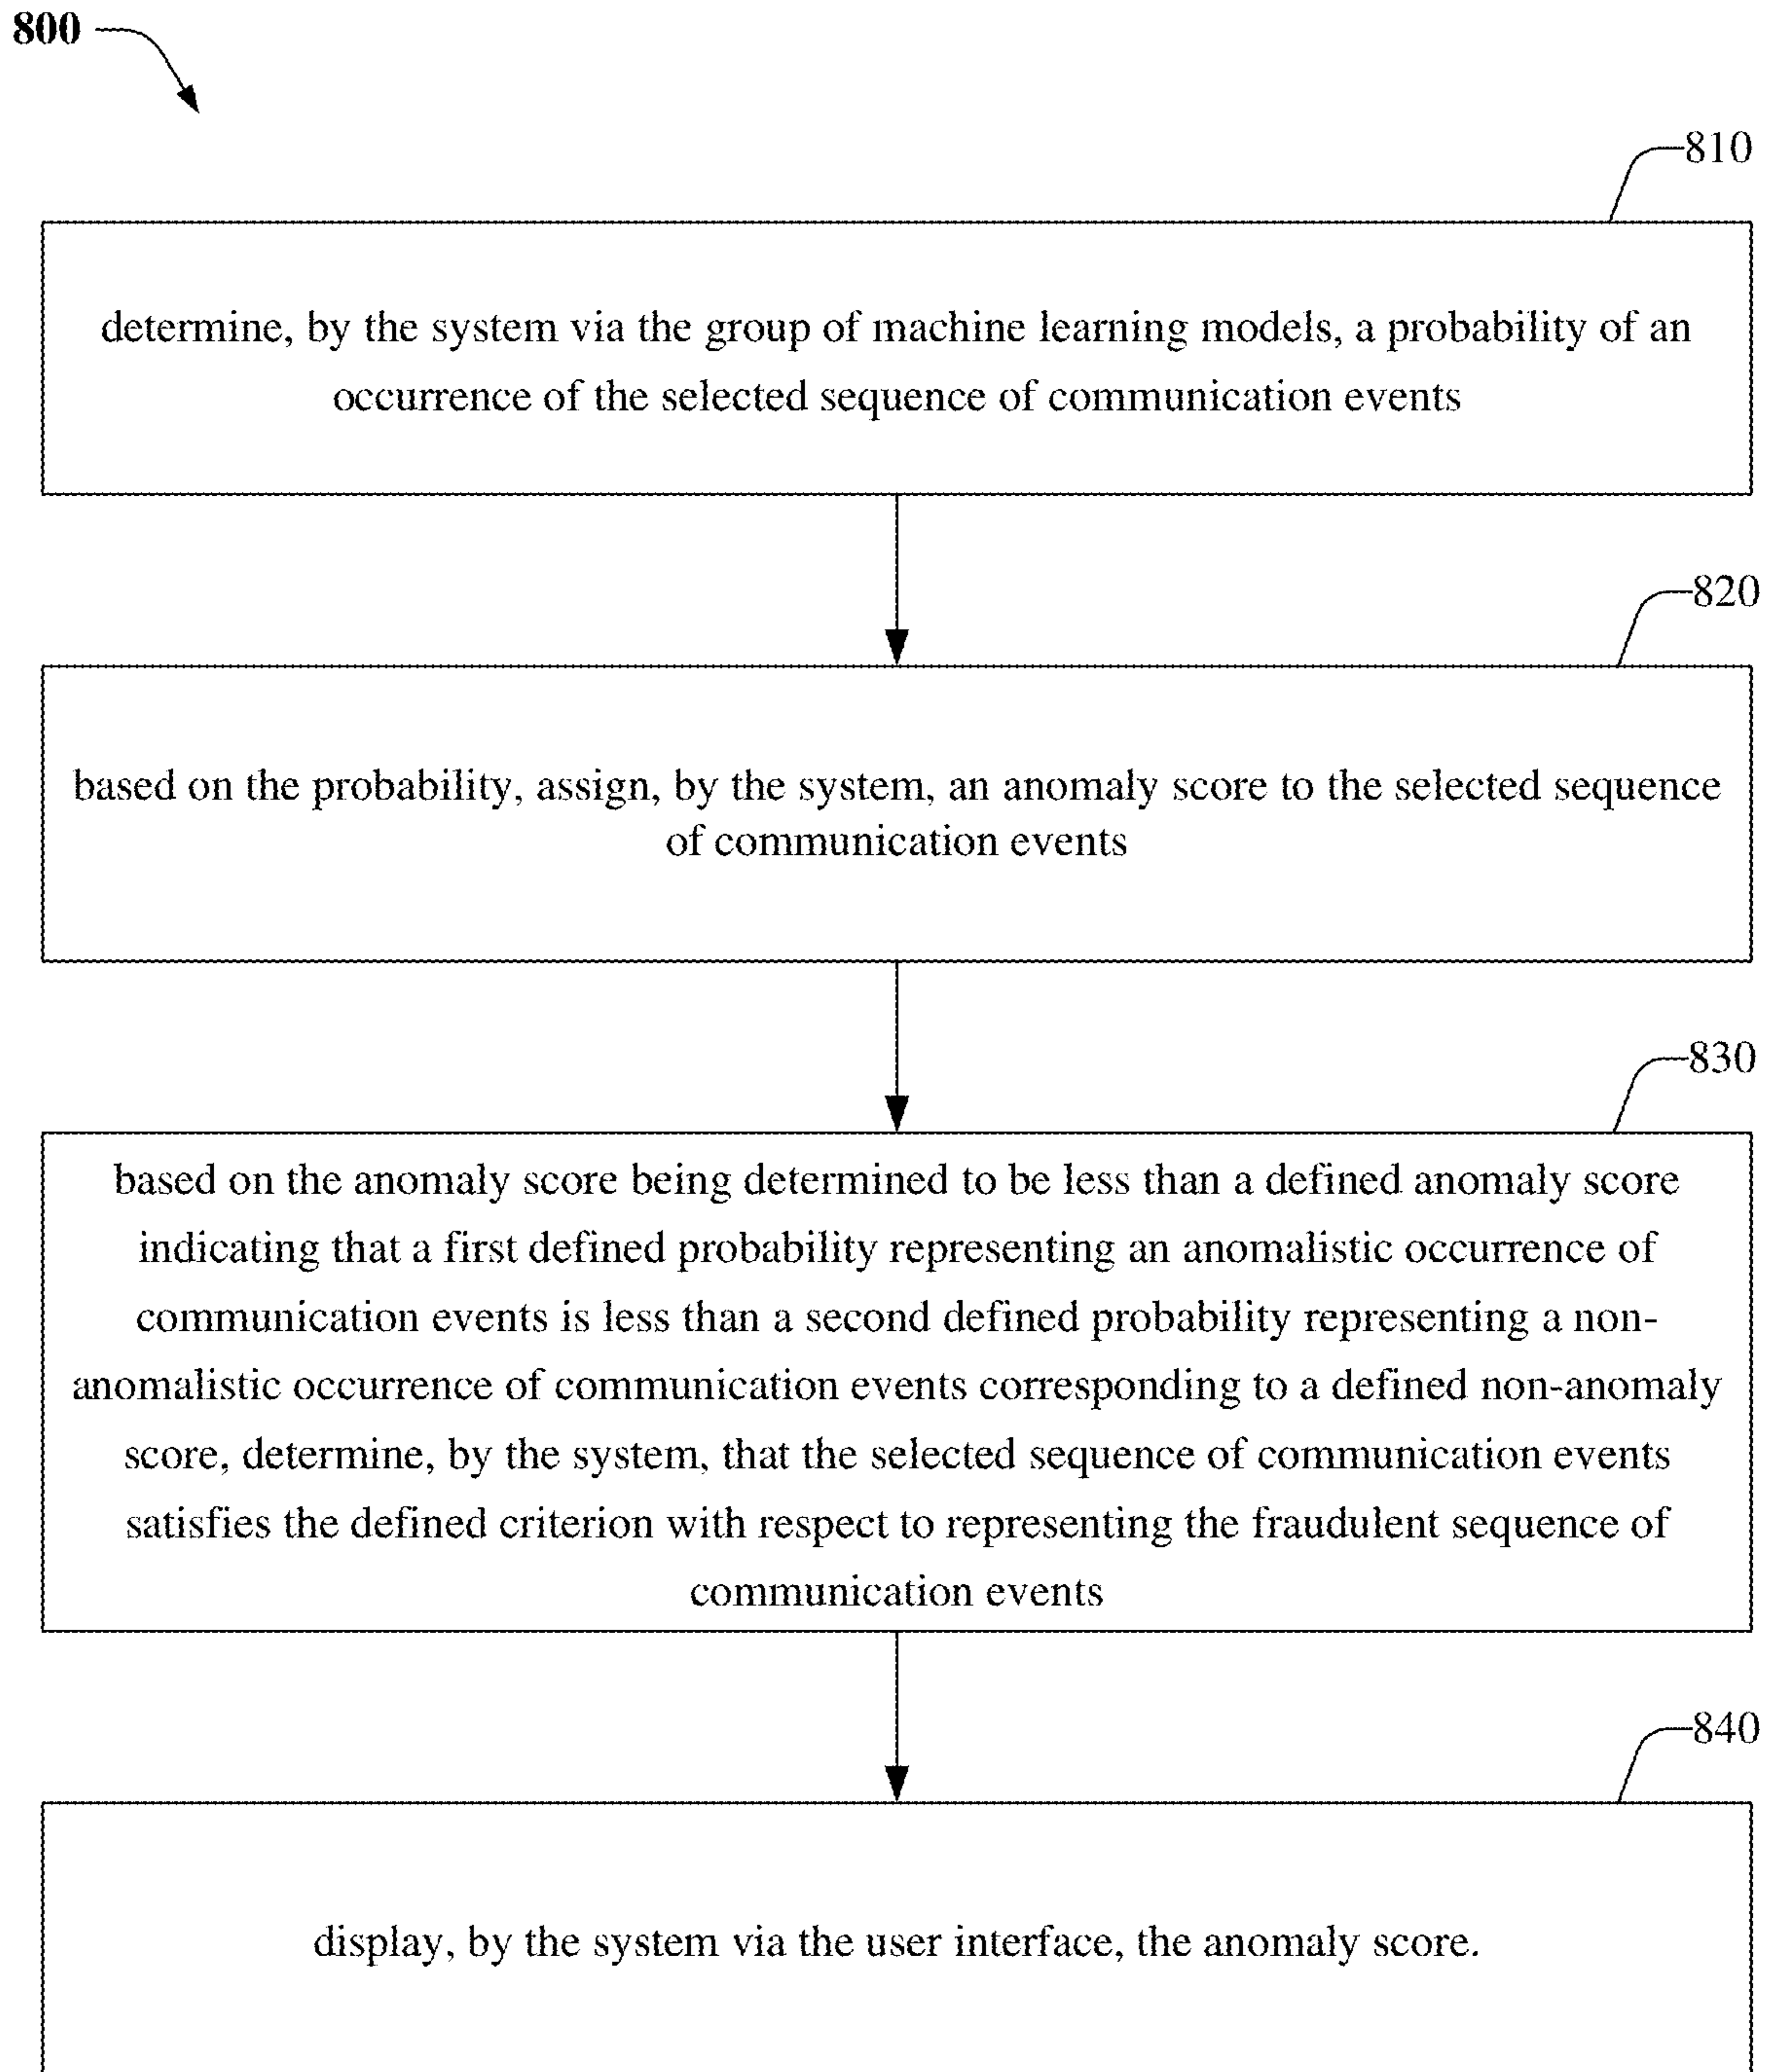 800
810
determine, by the system via the group of machine learning models, a probability of an
occurrence of the selected sequence of communication events
820
based on the probability, assign, by the system, an anomaly score to the selected sequence
of communication events
830
based on the anomaly score being determined to be less than a defined anomaly score
indicating that a first defined probability representing an anomalistic occurrence of
communication events is less than a second defined probability representing a non-
anomalistic occurrence of communication events corresponding to a defined non-anomaly
score, determine, by the system, that the selected sequence of communication events
satisfies the defined criterion with respect to representing the fraudulent sequence of
communication events
840
display, by the system via the user interface, the anomaly score.